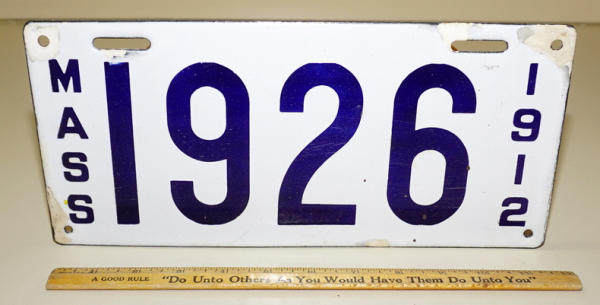 MASS
1926
1912
A GOOD RULE "Do Unto Others As You Would Have Them Do Unto You"